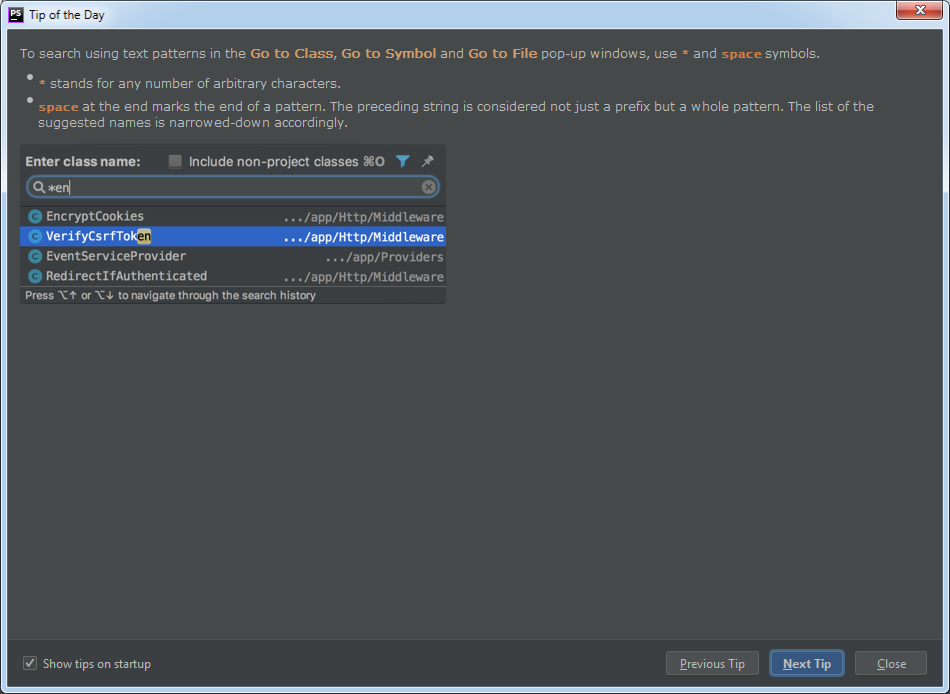 PS Tip of the Day
To search using text patterns in the Go to Class, Go to Symbol and Go to File pop-up windows, use * and space symbols.
* stands for any number of arbitrary characters.
space at the end marks the end of a pattern. The preceding string is considered not just a prefix but a whole pattern. The list of the
suggested names is narrowed-down accordingly.
Enter class name: Include non-project classes ⌘O
*en
C EncryptCookies .../app/Http/Middleware
C VerifyCsrfToken .../app/Http/Middleware
C EventServiceProvider .../app/Providers
C RedirectIfAuthenticated .../app/Http/Middleware
Press ⌥↑ or ⌥↓ to navigate through the search history
Show tips on startup Previous Tip Next Tip Close